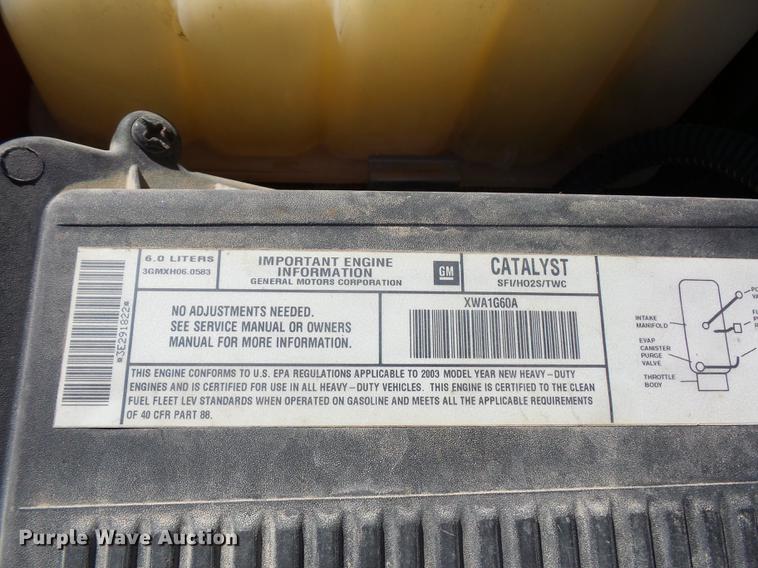 *3E291822*
6.0 LITERS
3GMXH06.0583
IMPORTANT ENGINE
INFORMATION
GENERAL MOTORS CORPORATION
GM
CATALYST
SFI/HO2S/TWC
NO ADJUSTMENTS NEEDED.
SEE SERVICE MANUAL OR OWNERS
MANUAL FOR MORE INFORMATION.
XWA1G60A
THIS ENGINE CONFORMS TO U.S. EPA REGULATIONS APPLICABLE TO 2003 MODEL YEAR NEW HEAVY-DUTY
ENGINES AND IS CERTIFIED FOR USE IN ALL HEAVY-DUTY VEHICLES. THIS ENGINE IS CERTIFIED TO THE CLEAN
FUEL FLEET LEV STANDARDS WHEN OPERATED ON GASOLINE AND MEETS ALL THE APPLICABLE REQUIREMENTS
OF 40 CFR PART 88.
INTAKE
MANIFOLD
EVAP
CANISTER
PURGE
VALVE
THROTTLE
BODY
Purple Wave Auction